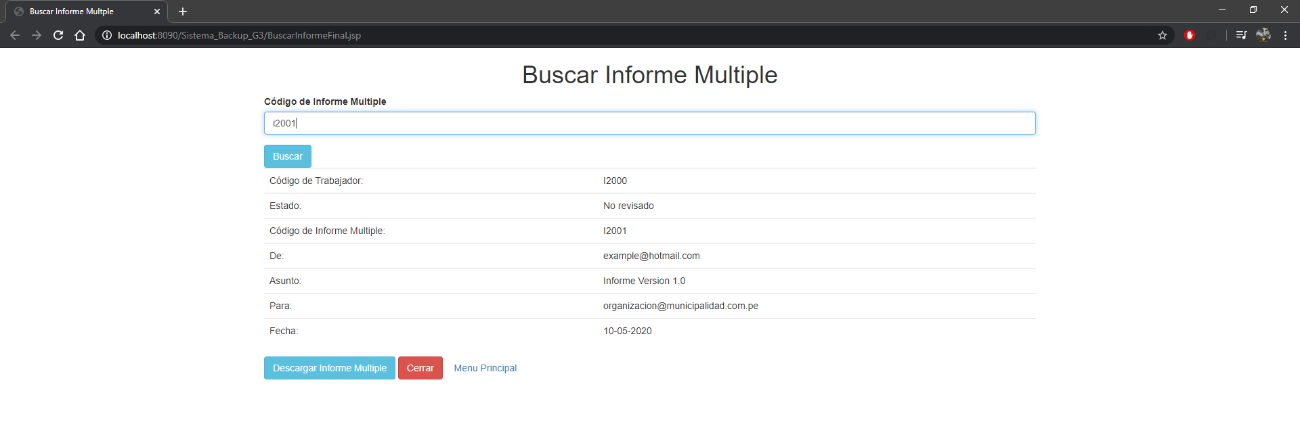 Buscar Informe Multple
localhost:8090/Sistema_Backup_G3/BuscarInformeFinal.jsp
Buscar Informe Multiple
Código de Informe Multiple
i2001
Buscar
Código de Trabajador: I2000
Estado: No revisado
Código de Informe Multiple: I2001
De: example@hotmail.com
Asunto: Informe Version 1.0
Para: organizacion@municipalidad.com.pe
Fecha: 10-05-2020
Descargar Informe Multiple Cerrar Menu Principal